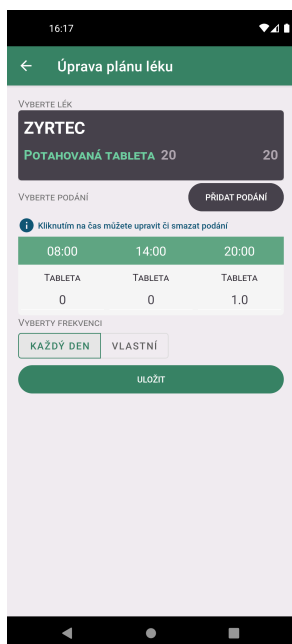 16:17
Úprava plánu léku
Vyberte lék
ZYRTEC
Potahovaná tableta 20 20
Vyberte podání
PŘIDAT PODÁNÍ
Kliknutím na čas můžete upravit či smazat podání
08:00 14:00 20:00
Tableta Tableta Tableta
0 0 1.0
Vyberty frekvenci
KAŽDÝ DEN VLASTNÍ
ULOŽIT